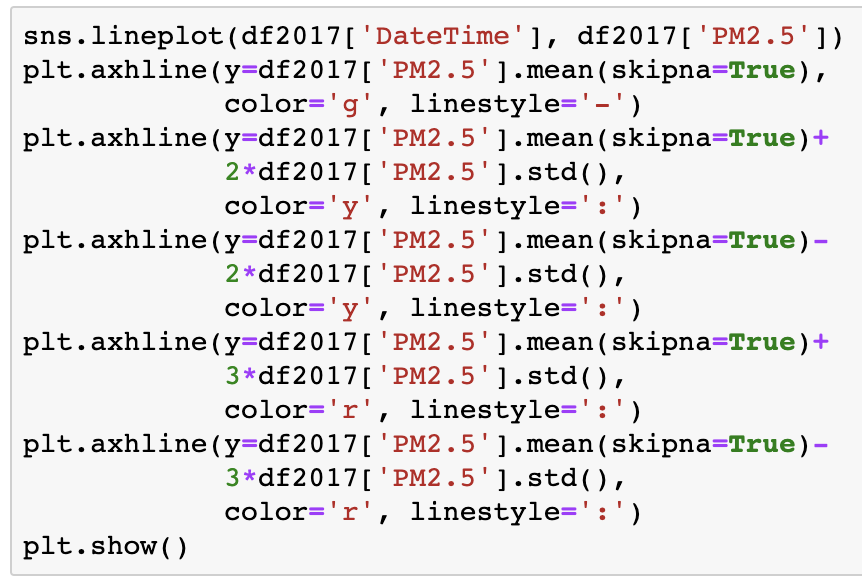 sns.lineplot(df2017['DateTime'], df2017['PM2.5'])
plt.axhline(y=df2017['PM2.5'].mean(skipna=True),
            color='g', linestyle='-')
plt.axhline(y=df2017['PM2.5'].mean(skipna=True)+
            2*df2017['PM2.5'].std(),
            color='y', linestyle=':')
plt.axhline(y=df2017['PM2.5'].mean(skipna=True)-
            2*df2017['PM2.5'].std(),
            color='y', linestyle=':')
plt.axhline(y=df2017['PM2.5'].mean(skipna=True)+
            3*df2017['PM2.5'].std(),
            color='r', linestyle=':')
plt.axhline(y=df2017['PM2.5'].mean(skipna=True)-
            3*df2017['PM2.5'].std(),
            color='r', linestyle=':')
plt.show()